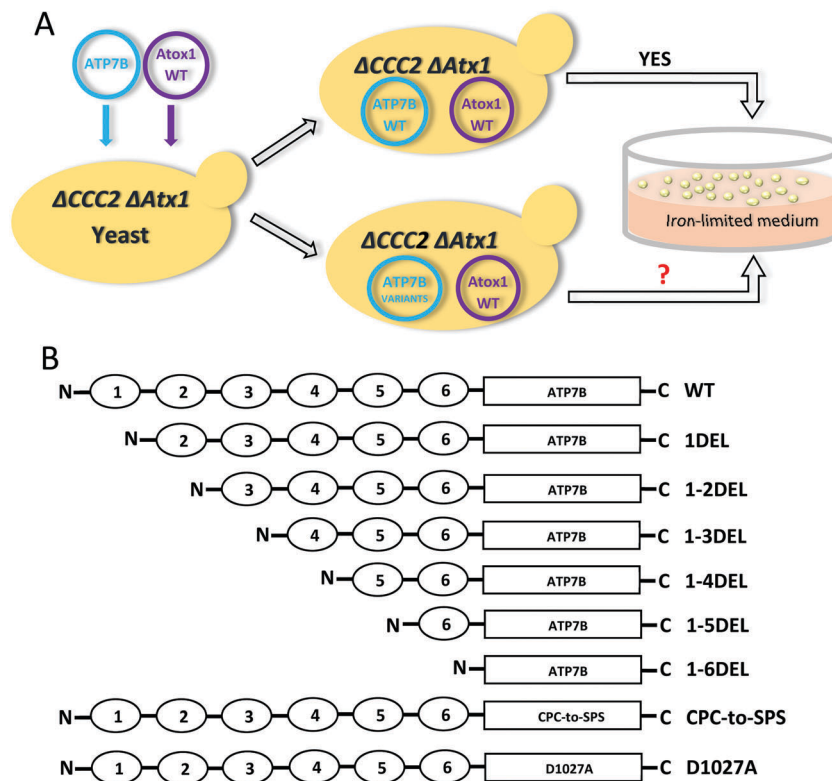 A
ATP7B
Atox1
WT
ΔCCC2 ΔAtx1
Yeast
ΔCCC2 ΔAtx1
ATP7B
WT
Atox1
WT
YES
Iron-limited medium
ΔCCC2 ΔAtx1
ATP7B
VARIANTS
Atox1
WT
?
B
N 1 2 3 4 5 6 ATP7B C WT
N 2 3 4 5 6 ATP7B C 1DEL
N 3 4 5 6 ATP7B C 1-2DEL
N 4 5 6 ATP7B C 1-3DEL
N 5 6 ATP7B C 1-4DEL
N 6 ATP7B C 1-5DEL
N ATP7B C 1-6DEL
N 1 2 3 4 5 6 CPC-to-SPS C CPC-to-SPS
N 1 2 3 4 5 6 D1027A C D1027A